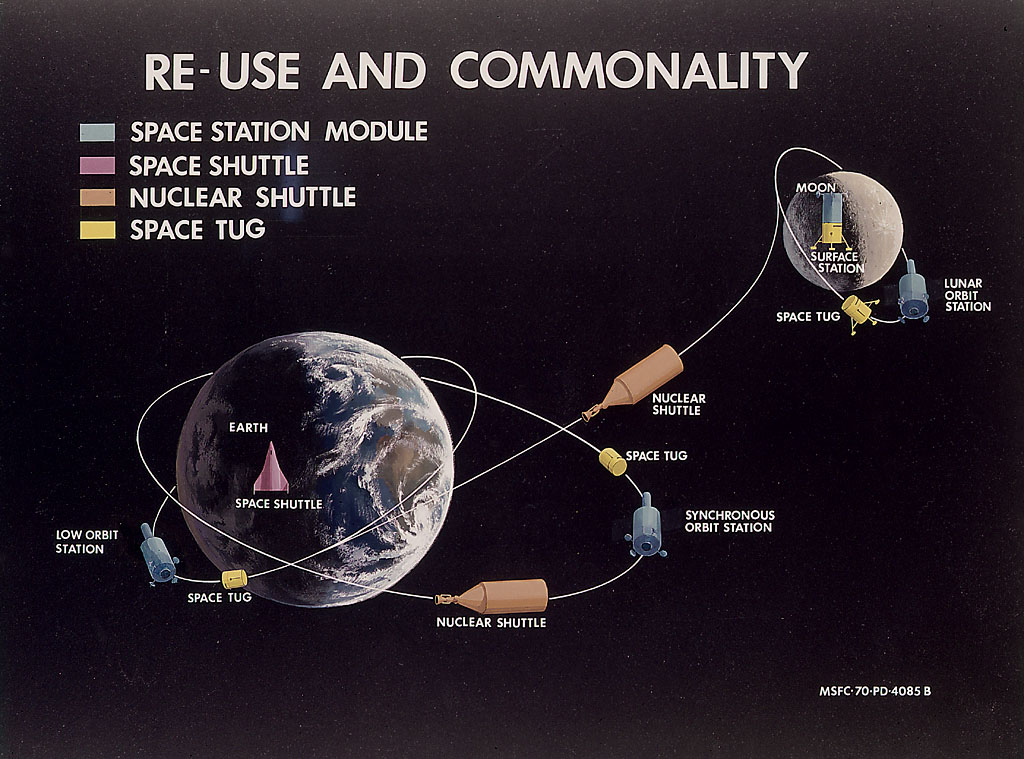 RE-USE AND COMMONALITY
SPACE STATION MODULE
SPACE SHUTTLE
NUCLEAR SHUTTLE
SPACE TUG
MOON
SURFACE
STATION
LUNAR
ORBIT
STATION
SPACE TUG
NUCLEAR
SHUTTLE
EARTH
SPACE SHUTTLE
SPACE TUG
SYNCHRONOUS
ORBIT STATION
LOW ORBIT
STATION
SPACE TUG
NUCLEAR SHUTTLE
MSFC-70-PD-4085 B